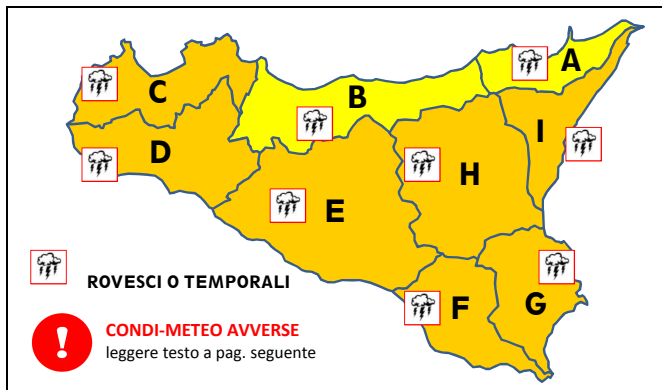 A
C
B
I
D
H
E
F
G
ROVESCI O TEMPORALI
! CONDI-METEO AVVERSE
leggere testo a pag. seguente